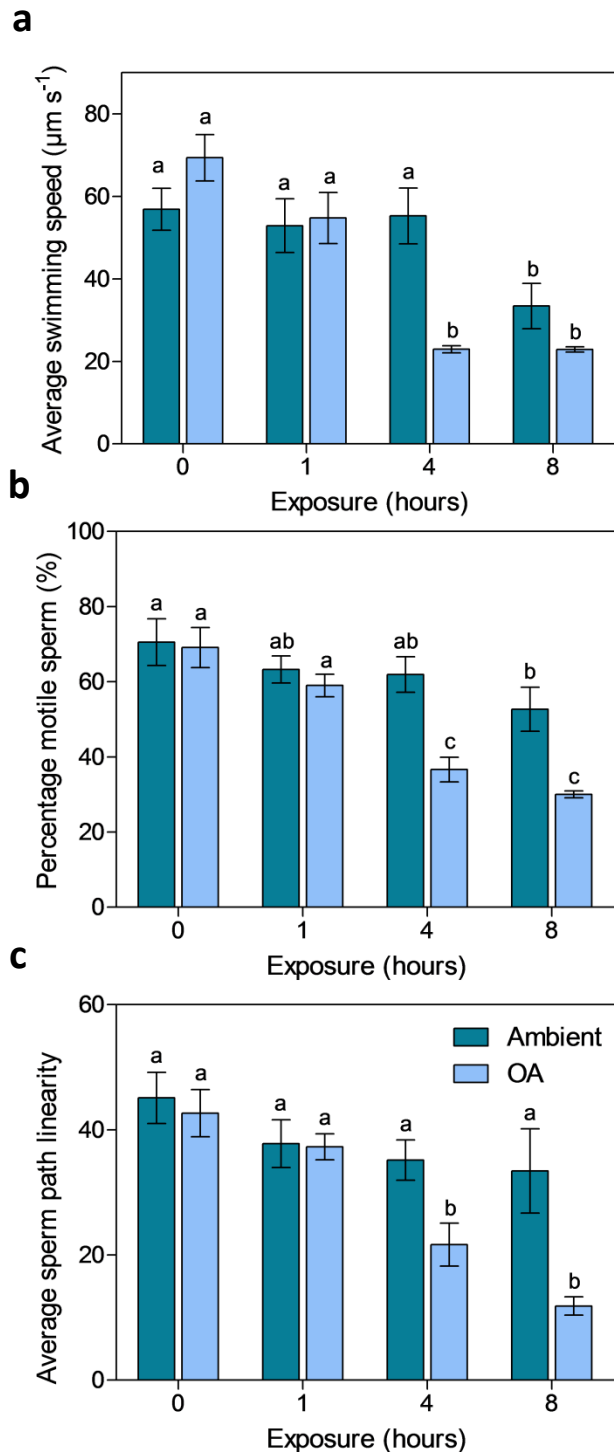 a
Average swimming speed (µm s⁻¹)
80
60
40
20
0
a a a a a b b b
0 1 4 8
Exposure (hours)
b
Percentage motile sperm (%)
100
80
60
40
20
0
a a ab a ab c b c
0 1 4 8
Exposure (hours)
c
Average sperm path linearity
60
40
20
0
Ambient
OA
a a a a a b a b
0 1 4 8
Exposure (hours)